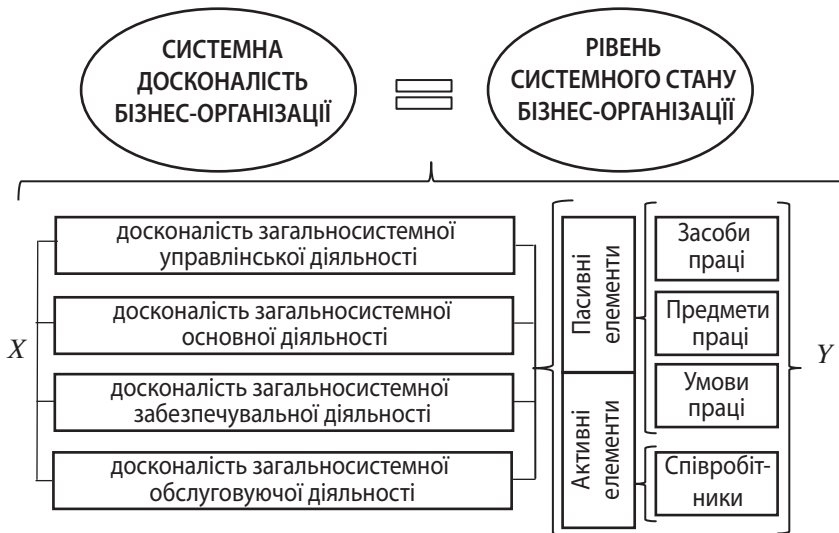 СИСТЕМНА
ДОСКОНАЛІСТЬ
БІЗНЕС-ОРГАНІЗАЦІЇ
РІВЕНЬ
СИСТЕМНОГО СТАНУ
БІЗНЕС-ОРГАНІЗАЦІЇ
X
досконалість загальносистемної
управлінської діяльності
досконалість загальносистемної
основної діяльності
досконалість загальносистемної
забезпечувальної діяльності
досконалість загальносистемної
обслуговуючої діяльності
Пасивні
елементи
Активні
елементи
Засоби
праці
Предмети
праці
Умови
праці
Співробіт-
ники
Y